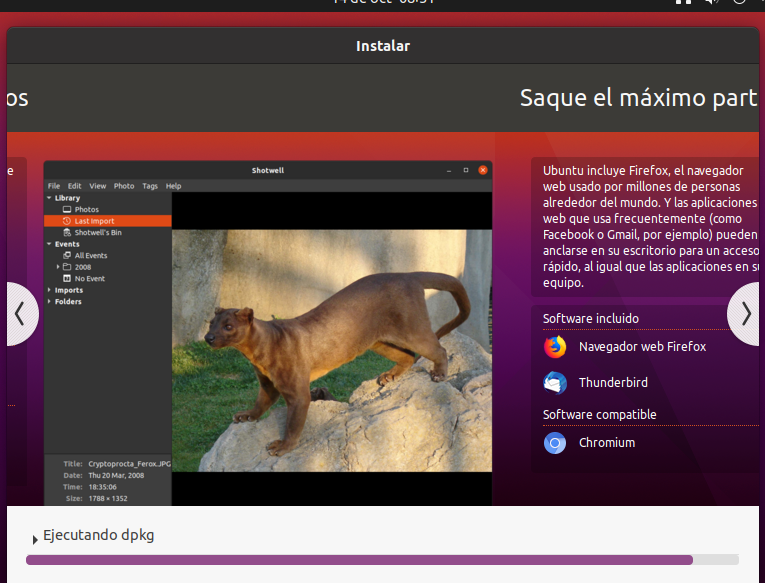 Instalar
os
Saque el máximo part
e
Shotwell
File Edit View Photo Tags Help
Library
Photos
Last Import
Shotwell's Bin
Events
All Events
2008
No Event
Imports
Folders
Title: Cryptoprocta_Ferox.JPG
Date: Thu 20 Mar, 2008
Time: 18:35:06
Size: 1788 × 1352
Ubuntu incluye Firefox, el navegador
web usado por millones de personas
alrededor del mundo. Y las aplicaciones
web que usa frecuentemente (como
Facebook o Gmail, por ejemplo) pueden
anclarse en su escritorio para un acceso
rápido, al igual que las aplicaciones en su
equipo.
Software incluido
Navegador web Firefox
Thunderbird
Software compatible
Chromium
Ejecutando dpkg